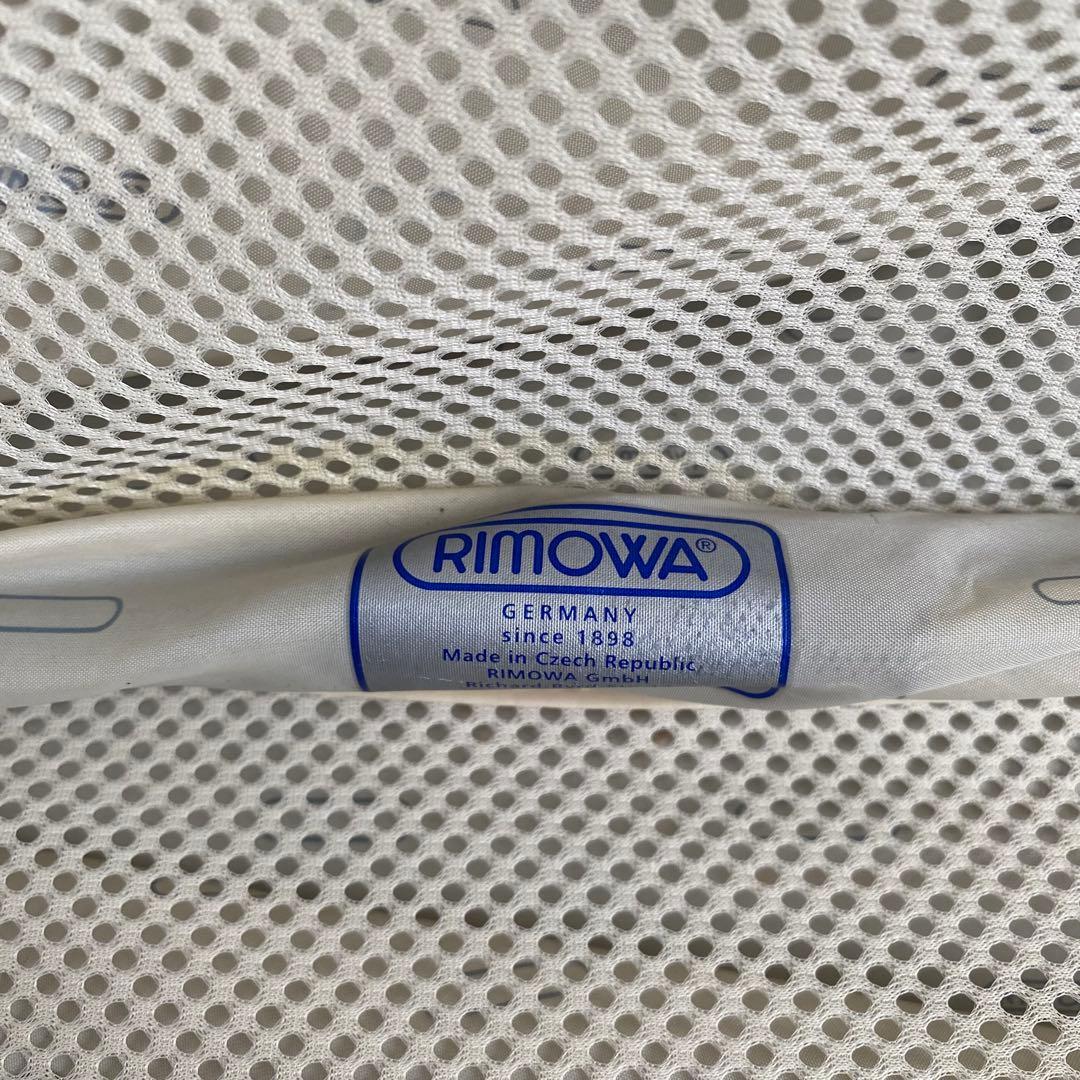 RIMOWA®
GERMANY
since 1898
Made in Czech Republic
RIMOWA GmbH